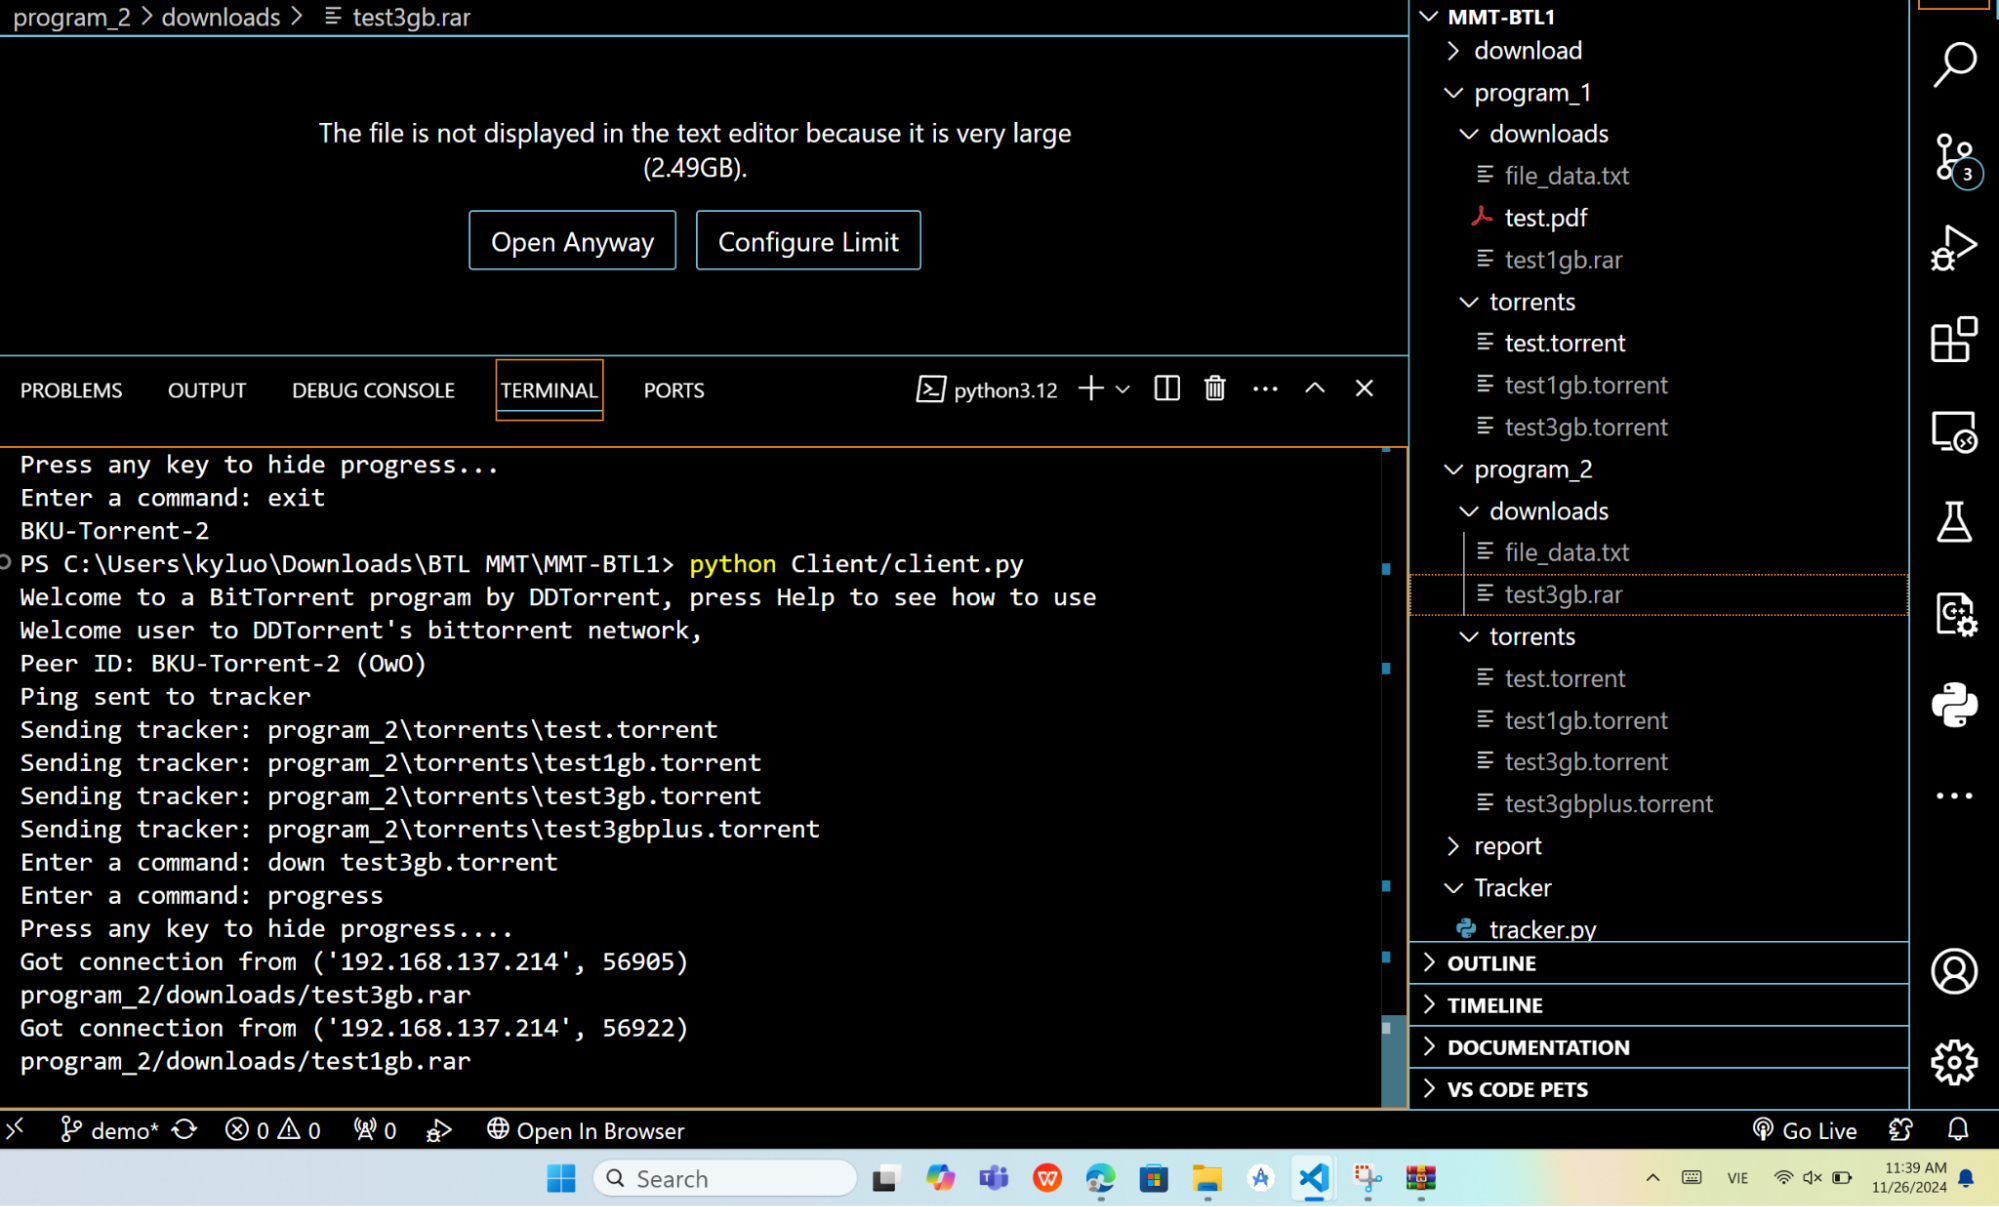 program_2 > downloads > test3gb.rar
The file is not displayed in the text editor because it is very large
(2.49GB).
Open Anyway
Configure Limit
PROBLEMS
OUTPUT
DEBUG CONSOLE
TERMINAL
PORTS
python3.12
Press any key to hide progress...
Enter a command: exit
BKU-Torrent-2
PS C:\Users\kyluo\Downloads\BTL MMT\MMT-BTL1> python Client/client.py
Welcome to a BitTorrent program by DDTorrent, press Help to see how to use
Welcome user to DDTorrent's bittorrent network,
Peer ID: BKU-Torrent-2 (OwO)
Ping sent to tracker
Sending tracker: program_2\torrents\test.torrent
Sending tracker: program_2\torrents\test1gb.torrent
Sending tracker: program_2\torrents\test3gb.torrent
Sending tracker: program_2\torrents\test3gbplus.torrent
Enter a command: down test3gb.torrent
Enter a command: progress
Press any key to hide progress....
Got connection from ('192.168.137.214', 56905)
program_2/downloads/test3gb.rar
Got connection from ('192.168.137.214', 56922)
program_2/downloads/test1gb.rar
MMT-BTL1
download
program_1
downloads
file_data.txt
test.pdf
test1gb.rar
torrents
test.torrent
test1gb.torrent
test3gb.torrent
program_2
downloads
file_data.txt
test3gb.rar
torrents
test.torrent
test1gb.torrent
test3gb.torrent
test3gbplus.torrent
report
Tracker
tracker.py
OUTLINE
TIMELINE
DOCUMENTATION
VS CODE PETS
3
demo*
0
0
0
Open In Browser
Go Live
Search
VIE
11:39 AM
11/26/2024